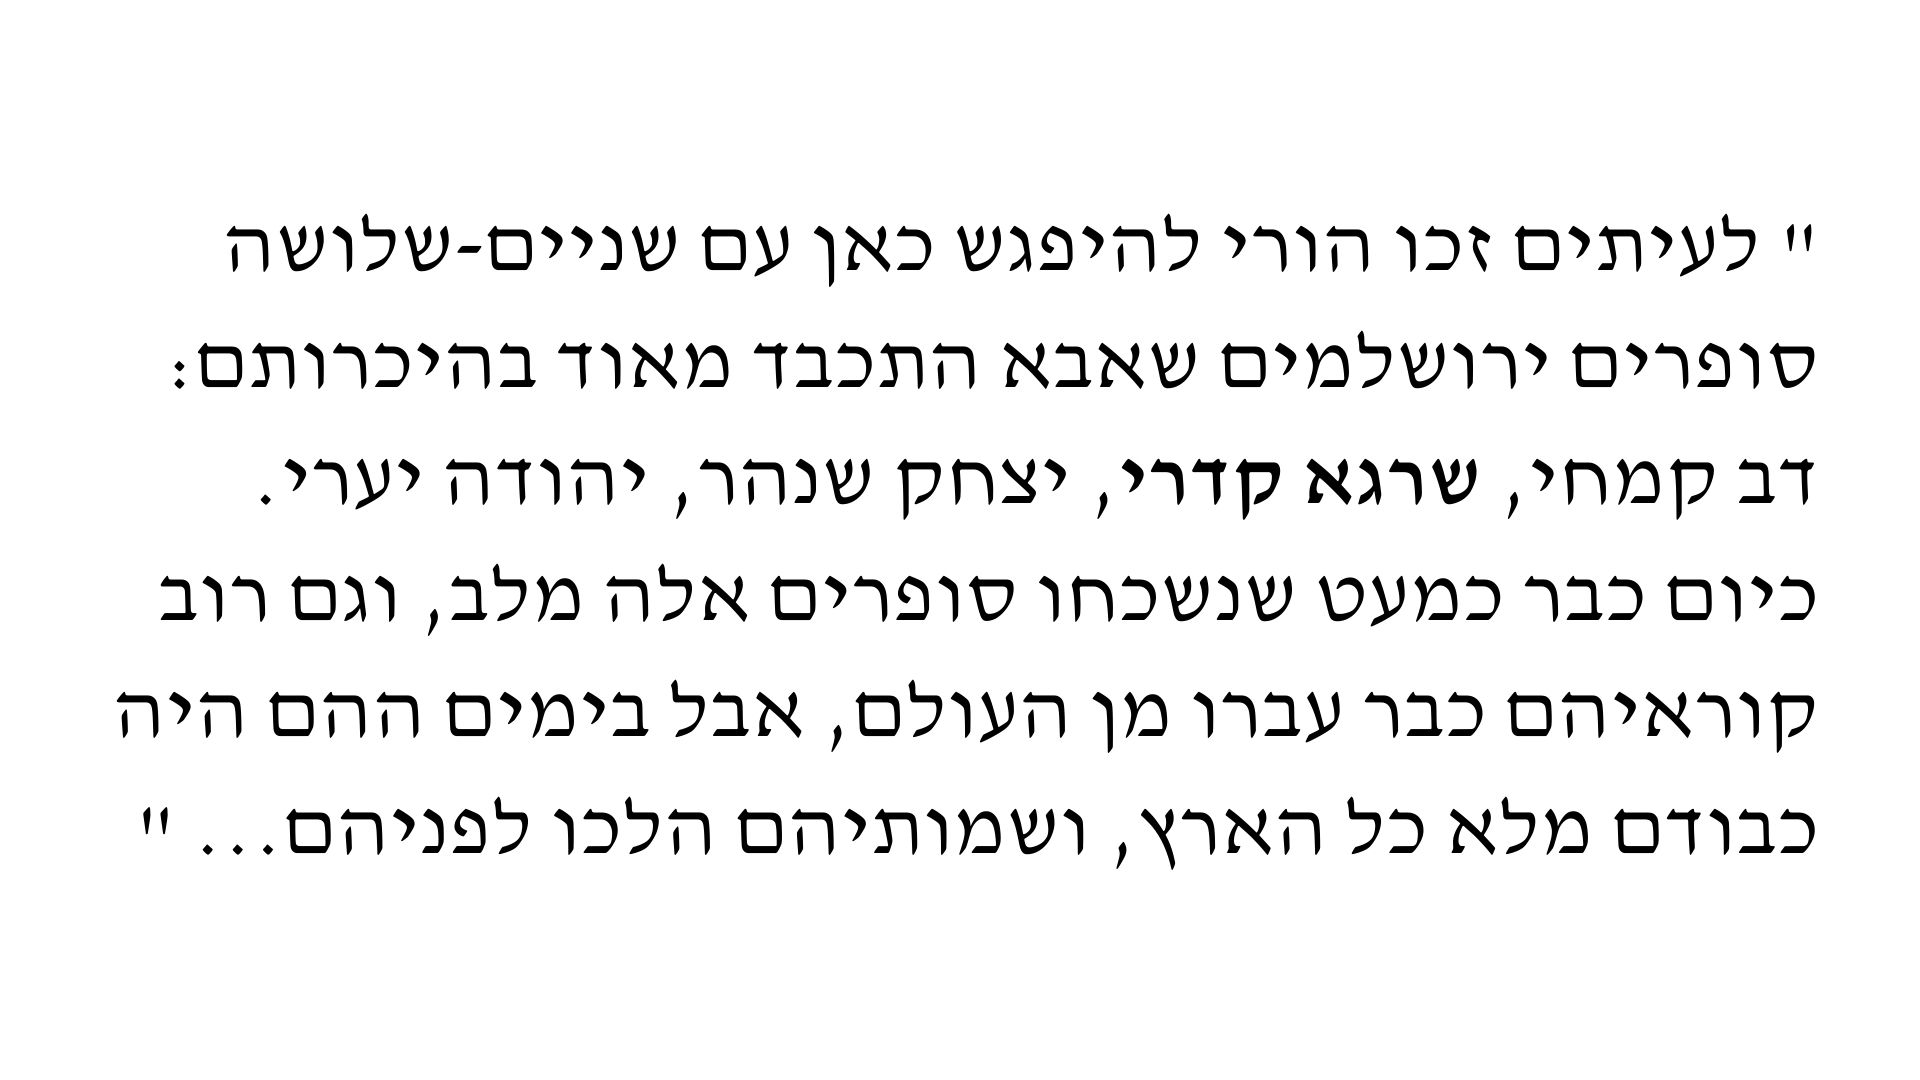 " לעיתים זכו הורי להיפגש כאן עם שניים-שלושה
סופרים ירושלמים שאבא התכבד מאוד בהיכרותם:
דב קמחי, שרגא קדרי, יצחק שנהר, יהודה יערי.
כיום כבר כמעט שנשכחו סופרים אלה מלב, וגם רוב
קוראיהם כבר עברו מן העולם, אבל בימים ההם היה
כבודם מלא כל הארץ, ושמותיהם הלכו לפניהם... "